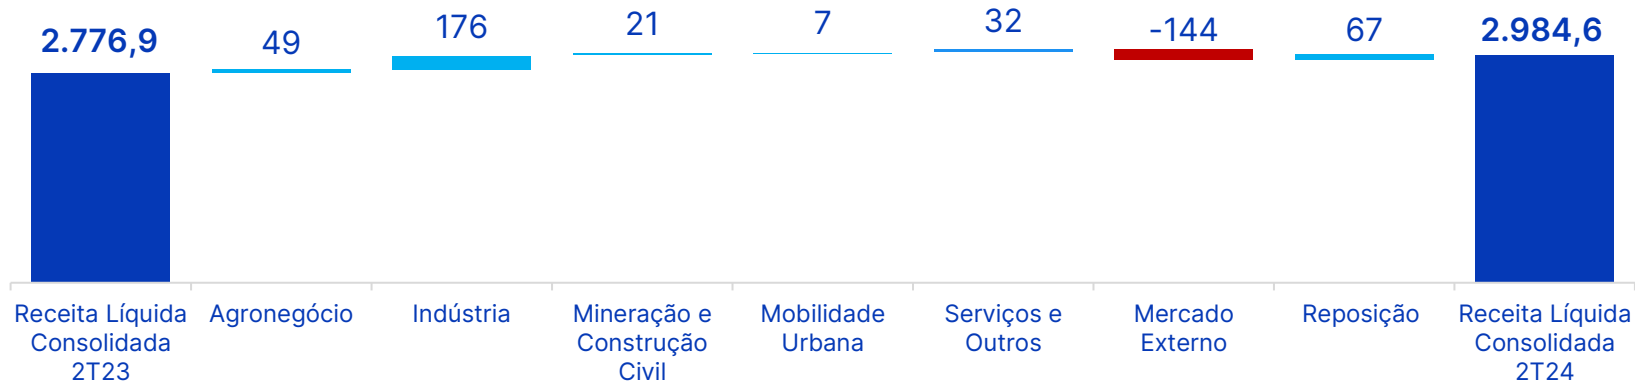 2.776,9
49
176
21
7
32
-144
67
2.984,6
Receita Líquida
Consolidada
2T23
Agronegócio
Indústria
Mineração e
Construção
Civil
Mobilidade
Urbana
Serviços e
Outros
Mercado
Externo
Reposição
Receita Líquida
Consolidada
2T24